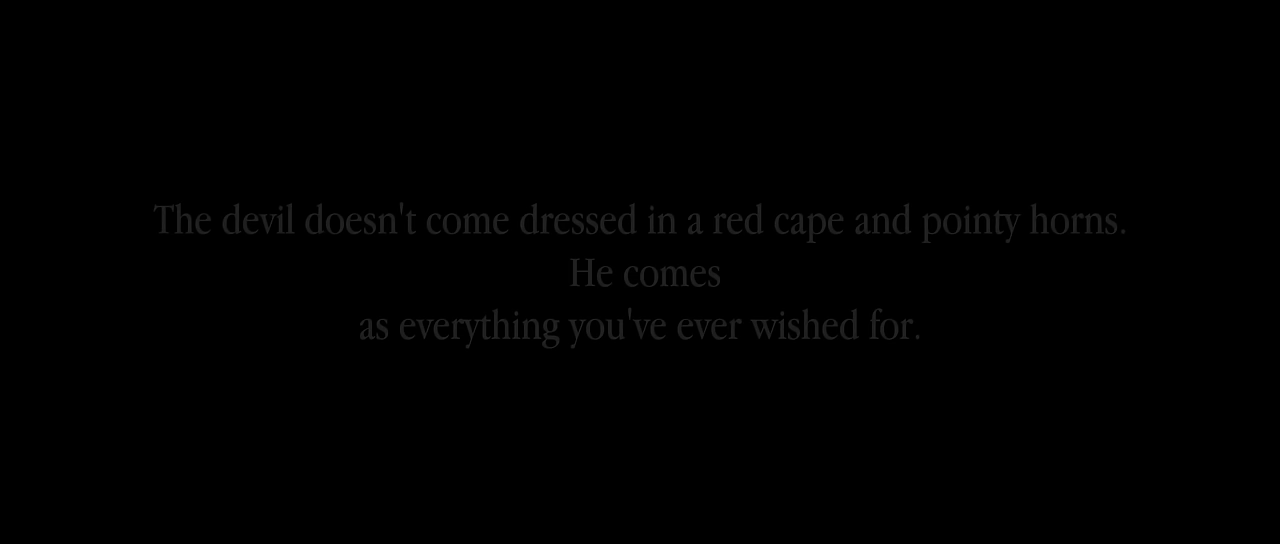 The devil doesn't come dressed in a red cape and pointy horns.
He comes
as everything you've ever wished for.